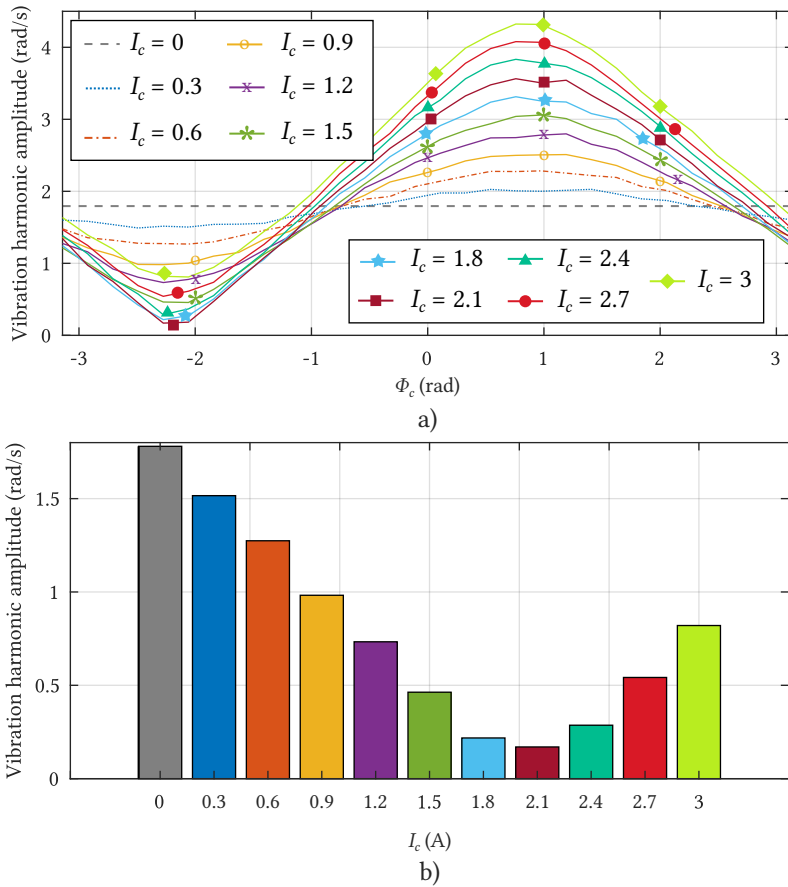 Vibration harmonic amplitude (rad/s)
4
3
2
1
0
I_c = 0
I_c = 0.9
I_c = 0.3
I_c = 1.2
I_c = 0.6
I_c = 1.5
I_c = 1.8
I_c = 2.4
I_c = 3
I_c = 2.1
I_c = 2.7
-3 -2 -1 0 1 2 3
Φ_c (rad)
a)
Vibration harmonic amplitude (rad/s)
1.5
1
0.5
0
0 0.3 0.6 0.9 1.2 1.5 1.8 2.1 2.4 2.7 3
I_c (A)
b)